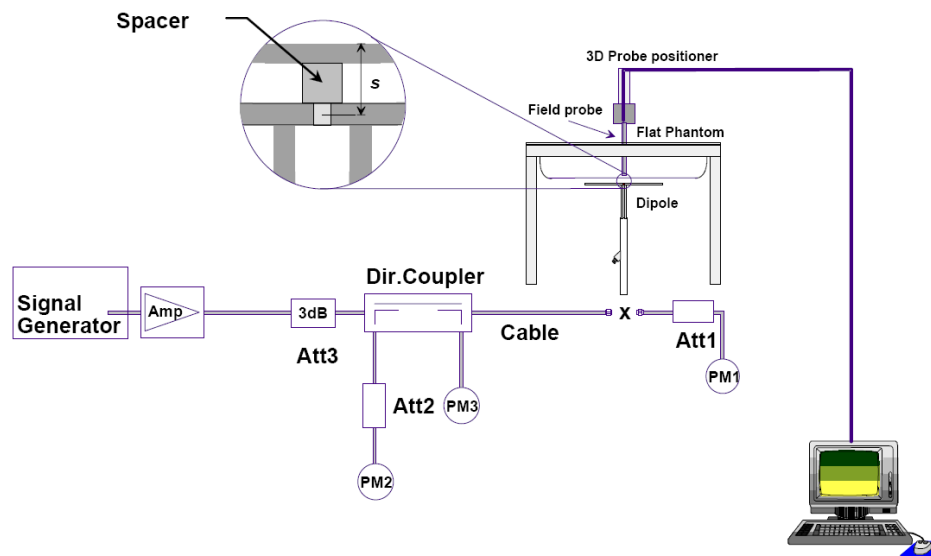 Spacer
s
3D Probe positioner
Field probe
Flat Phantom
Dipole
Dir.Coupler
Signal
Generator
Amp
3dB
Att3
Cable
x
Att1
PM1
Att2
PM3
PM2